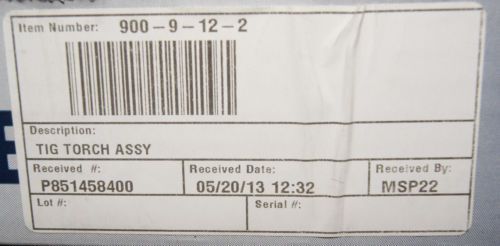 Item Number: 900-9-12-2
Description:
TIG TORCH ASSY
Received #: Received Date: Received By:
P851458400 05/20/13 12:32 MSP22
Lot #: Serial #: